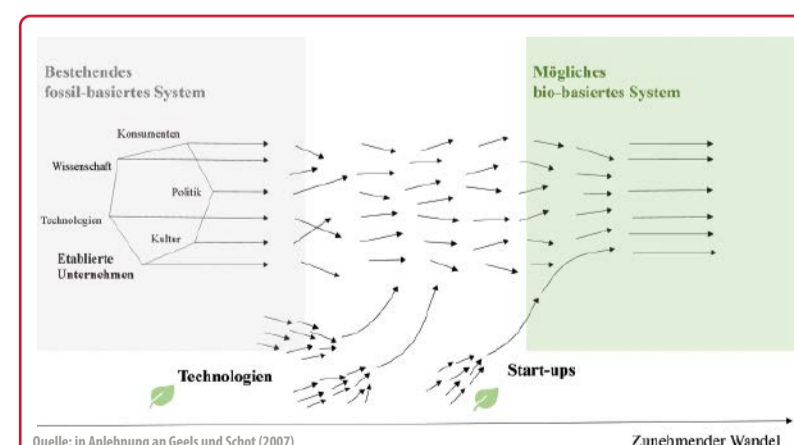 Bestehendes
fossil-basiertes System
Mögliches
bio-basiertes System
Konsumenten
Wissenschaft
Politik
Technologien
Kultur
Etablierte
Unternehmen
Technologien
Start-ups
Quelle: in Anlehnung an Geels und Schot (2007)
Zunehmender Wandel